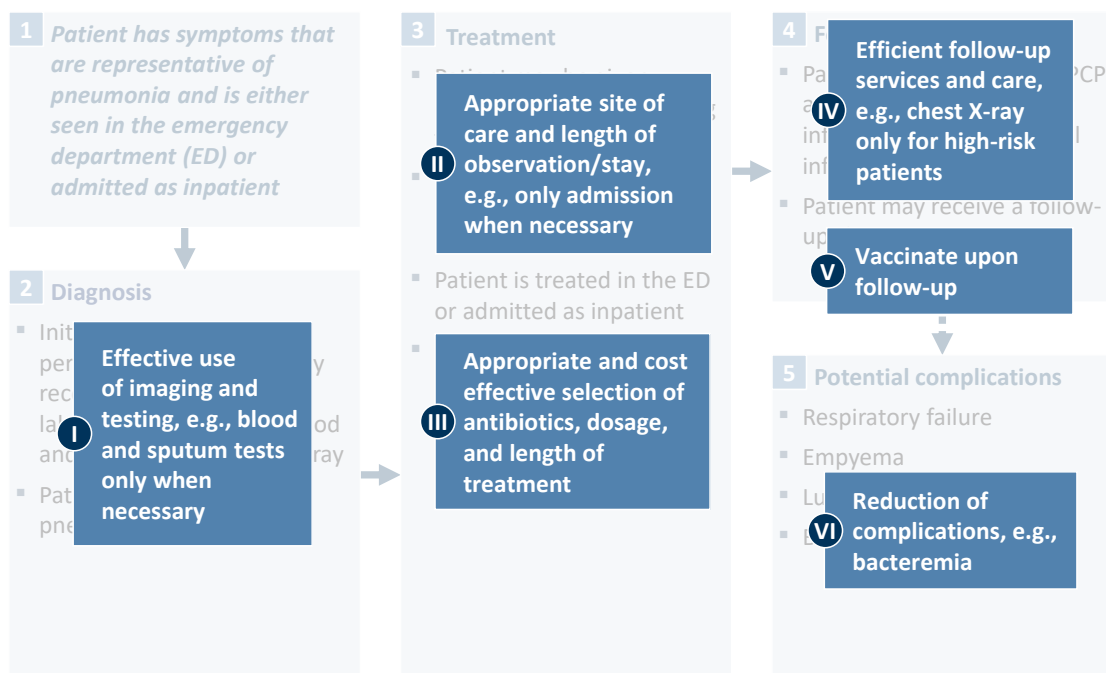 1
Patient has symptoms that
are representative of
pneumonia and is either
seen in the emergency
department (ED) or
admitted as inpatient
2 Diagnosis
I
Effective use
of imaging and
testing, e.g., blood
and sputum tests
only when
necessary
3 Treatment
II
Appropriate site of
care and length of
observation/stay,
e.g., only admission
when necessary
▪ Patient is treated in the ED
or admitted as inpatient
III
Appropriate and cost
effective selection of
antibiotics, dosage,
and length of
treatment
4
PCP
IV
Efficient follow-up
services and care,
e.g., chest X-ray
only for high-risk
patients
▪ Patient may receive a follow-
up
V
Vaccinate upon
follow-up
5 Potential complications
▪ Respiratory failure
▪ Empyema
VI
Reduction of
complications, e.g.,
bacteremia